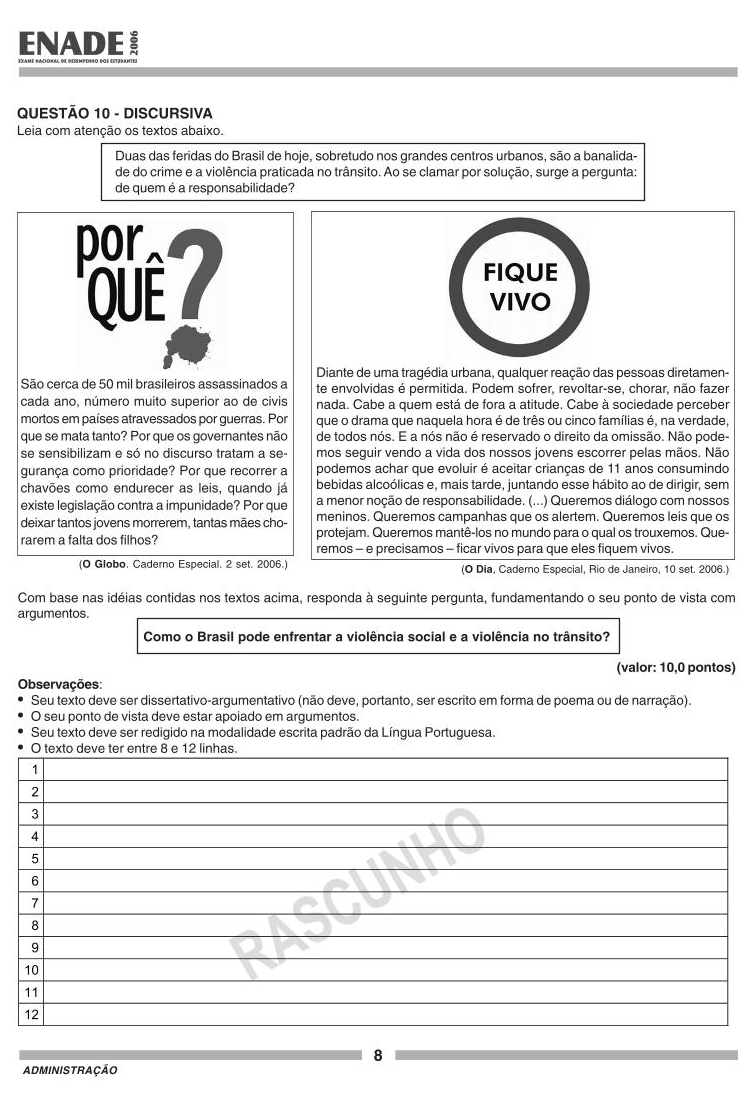 ENADE 2006
EXAME NACIONAL DE DESEMPENHO DOS ESTUDANTES
QUESTÃO 10 - DISCURSIVA
Leia com atenção os textos abaixo.
Duas das feridas do Brasil de hoje, sobretudo nos grandes centros urbanos, são a banalida-
de do crime e a violência praticada no trânsito. Ao se clamar por solução, surge a pergunta:
de quem é a responsabilidade?
por
QUÊ?
São cerca de 50 mil brasileiros assassinados a
cada ano, número muito superior ao de civis
mortos em países atravessados por guerras. Por
que se mata tanto? Por que os governantes não
se sensibilizam e só no discurso tratam a se-
gurança como prioridade? Por que recorrer a
chavões como endurecer as leis, quando já
existe legislação contra a impunidade? Por que
deixar tantos jovens morrerem, tantas mães cho-
rarem a falta dos filhos?
(O Globo. Caderno Especial. 2 set. 2006.)
FIQUE
VIVO
Diante de uma tragédia urbana, qualquer reação das pessoas diretamen-
te envolvidas é permitida. Podem sofrer, revoltar-se, chorar, não fazer
nada. Cabe a quem está de fora a atitude. Cabe à sociedade perceber
que o drama que naquela hora é de três ou cinco famílias é, na verdade,
de todos nós. E a nós não é reservado o direito da omissão. Não pode-
mos seguir vendo a vida dos nossos jovens escorrer pelas mãos. Não
podemos achar que evoluir é aceitar crianças de 11 anos consumindo
bebidas alcoólicas e, mais tarde, juntando esse hábito ao de dirigir, sem
a menor noção de responsabilidade. (...) Queremos diálogo com nossos
meninos. Queremos campanhas que os alertem. Queremos leis que os
protejam. Queremos mantê-los no mundo para o qual os trouxemos. Que-
remos – e precisamos – ficar vivos para que eles fiquem vivos.
(O Dia, Caderno Especial, Rio de Janeiro, 10 set. 2006.)
Com base nas idéias contidas nos textos acima, responda à seguinte pergunta, fundamentando o seu ponto de vista com
argumentos.
Como o Brasil pode enfrentar a violência social e a violência no trânsito?
(valor: 10,0 pontos)
Observações:
• Seu texto deve ser dissertativo-argumentativo (não deve, portanto, ser escrito em forma de poema ou de narração).
• O seu ponto de vista deve estar apoiado em argumentos.
• Seu texto deve ser redigido na modalidade escrita padrão da Língua Portuguesa.
• O texto deve ter entre 8 e 12 linhas.
1
2
3
4
5
6
7
8
9
10
11
12
RASCUNHO
8
ADMINISTRAÇÃO